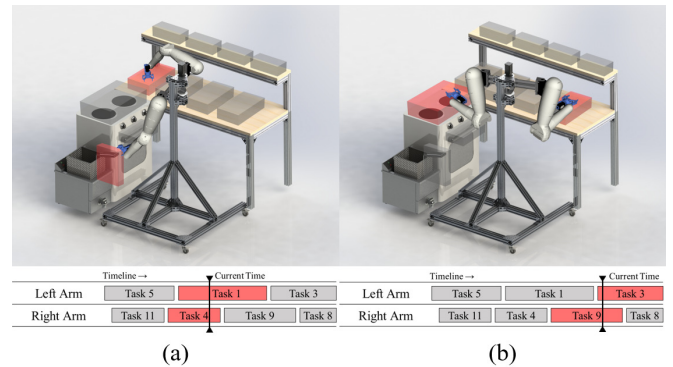 Timeline → Current Time
Left Arm Task 5 Task 1 Task 3
Right Arm Task 11 Task 4 Task 9 Task 8
(a)
Timeline → Current Time
Left Arm Task 5 Task 1 Task 3
Right Arm Task 11 Task 4 Task 9 Task 8
(b)